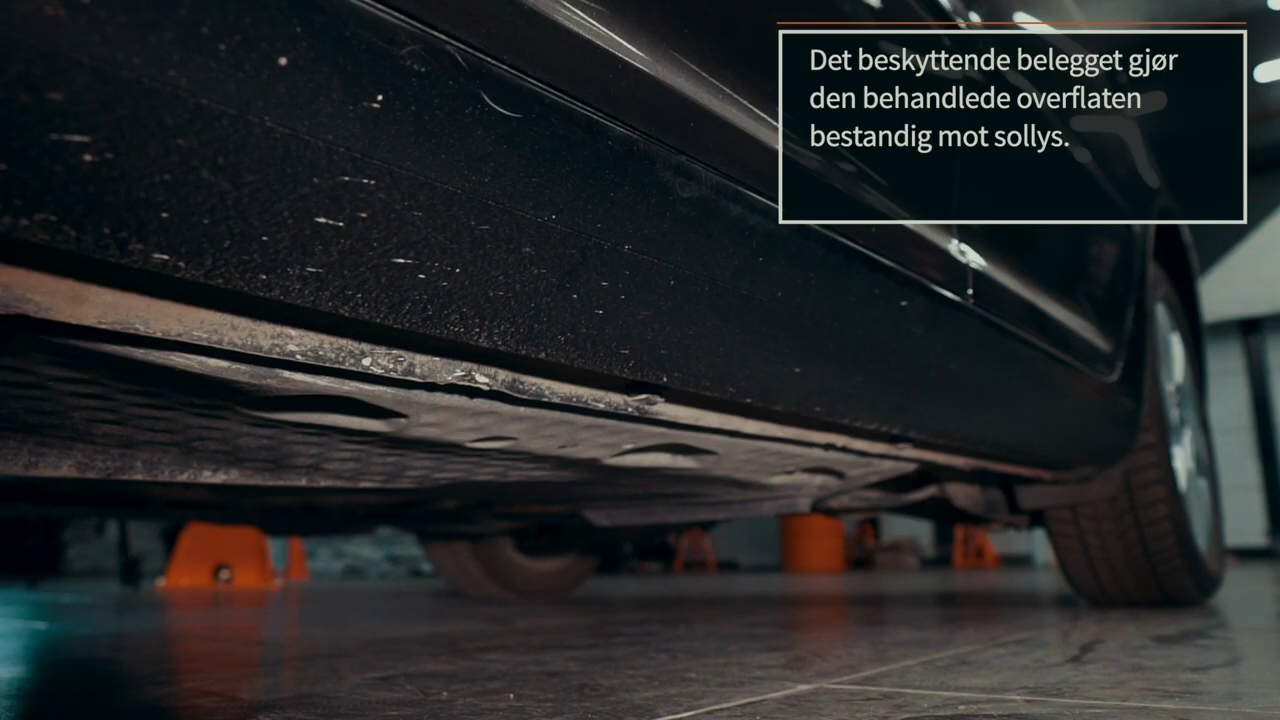 Det beskyttende belegget gjør
den behandlede overflaten
bestandig mot sollys.